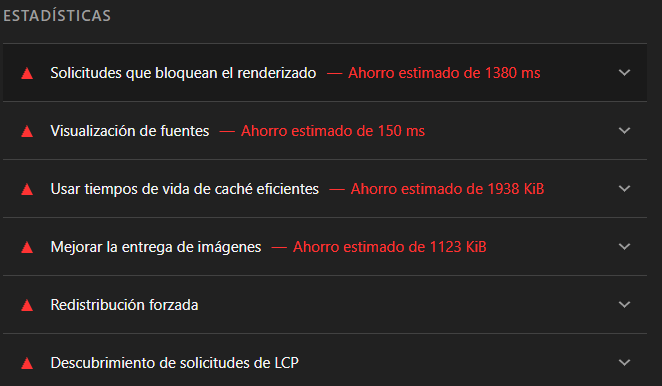 ESTADÍSTICAS
Solicitudes que bloquean el renderizado — Ahorro estimado de 1380 ms
Visualización de fuentes — Ahorro estimado de 150 ms
Usar tiempos de vida de caché eficientes — Ahorro estimado de 1938 KiB
Mejorar la entrega de imágenes — Ahorro estimado de 1123 KiB
Redistribución forzada
Descubrimiento de solicitudes de LCP